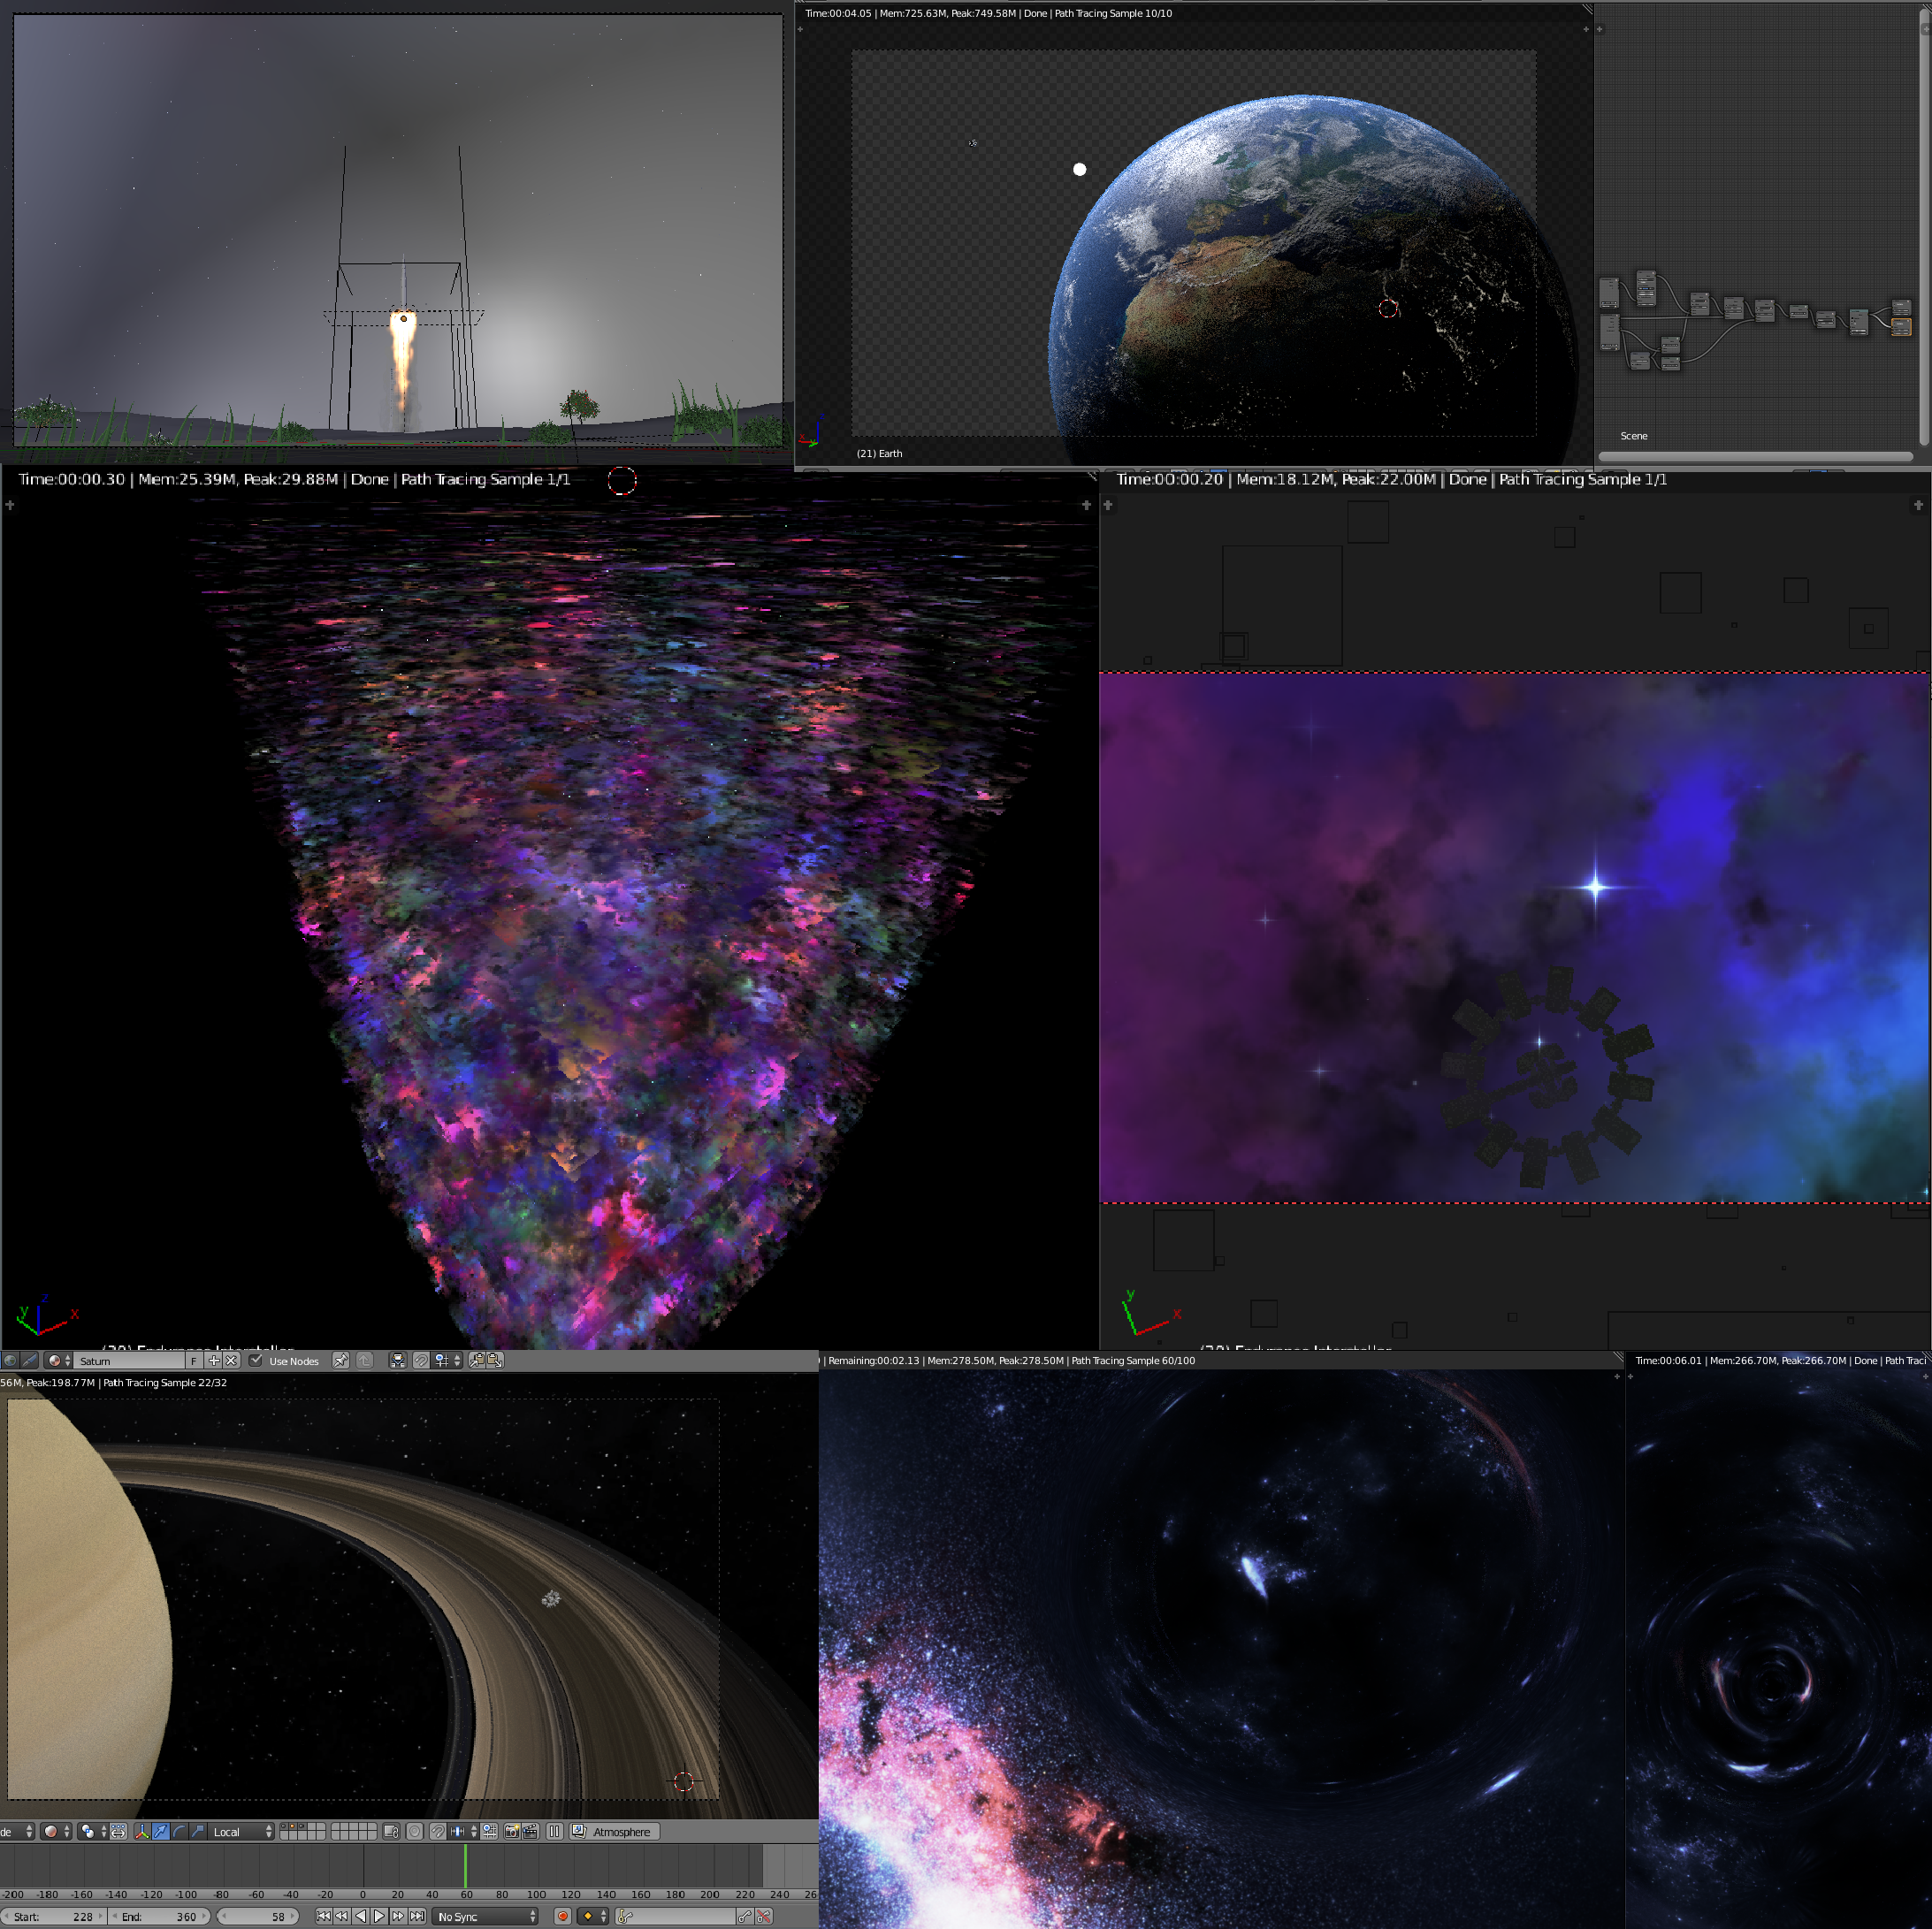 Time:00:04.05 | Mem:725.63M, Peak:749.58M | Done | Path Tracing Sample 10/10
Scene
(21) Earth
Time:00:00.30 | Mem:25.39M, Peak:29.88M | Done | Path Tracing Sample 1/1
Time:00:00.20 | Mem:18.12M, Peak:22.00M | Done | Path Tracing Sample 1/1
y z x
y x
Saturn F Use Nodes
| Remaining:00:02.13 | Mem:278.50M, Peak:278.50M | Path Tracing Sample 60/100
Time:00:06.01 | Mem:266.70M, Peak:266.70M | Done | Path Traci
56M, Peak:198.77M | Path Tracing Sample 22/32
de Local Atmosphere
-200 -180 -160 -140 -120 -100 -80 -60 -40 -20 0 20 40 60 80 100 120 140 160 180 200 220 240 26
Start: 228 End: 360 58 No Sync